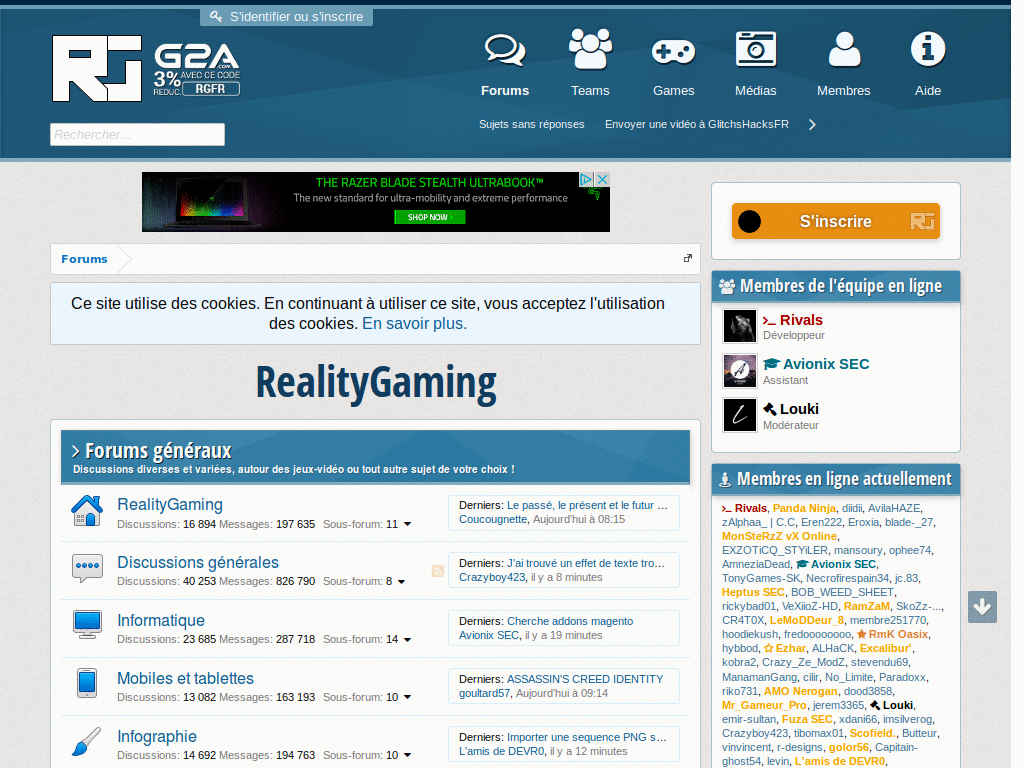 S'identifier ou s'inscrire
RG
G2A
.COM
3% AVEC CE CODE
REDUC. RGFR
Forums
Teams
Games
Médias
Membres
Aide
Sujets sans réponses
Envoyer une vidéo à GlitchsHacksFR
Rechercher...
THE RAZER BLADE STEALTH ULTRABOOK™
The new standard for ultra-mobility and extreme performance
SHOP NOW ›
Forums
Ce site utilise des cookies. En continuant à utiliser ce site, vous acceptez l'utilisation
des cookies. En savoir plus.
RealityGaming
Forums généraux
Discussions diverses et variées, autour des jeux-vidéo ou tout autre sujet de votre choix !
RealityGaming
Discussions: 16 894 Messages: 197 635 Sous-forum: 11
Derniers: Le passé, le présent et le futur ...
Coucougnette, Aujourd'hui à 08:15
Discussions générales
Discussions: 40 253 Messages: 826 790 Sous-forum: 8
Derniers: J'ai trouvé un effet de texte tro...
Crazyboy423, il y a 8 minutes
Informatique
Discussions: 23 685 Messages: 287 718 Sous-forum: 14
Derniers: Cherche addons magento
Avionix SEC, il y a 19 minutes
Mobiles et tablettes
Discussions: 13 082 Messages: 163 193 Sous-forum: 10
Derniers: ASSASSIN'S CREED IDENTITY
goultard57, Aujourd'hui à 09:14
Infographie
Discussions: 14 692 Messages: 194 763 Sous-forum: 10
Derniers: Importer une sequence PNG s...
L'amis de DEVR0, il y a 12 minutes
S'inscrire
RG
Membres de l'équipe en ligne
Rivals
Développeur
Avionix SEC
Assistant
Louki
Modérateur
Membres en ligne actuellement
Rivals, Panda Ninja, diidii, AvilaHAZE,
zAlphaa_ | C.C, Eren222, Eroxia, blade-_27,
MonSteRzZ vX Online,
EXZOTiCQ_STYiLER, mansoury, ophee74,
AmneziaDead, Avionix SEC,
TonyGames-SK, Necrofirespain34, jc.83,
Heptus SEC, BOB_WEED_SHEET,
rickybad01, VeXiioZ-HD, RamZaM, SkoZz-...,
CR4T0X, LeMoDDeur_8, membre251770,
hoodiekush, fredoooooooo, RmK Oasix,
hybbod, Ezhar, ALHaCK, Excalibur',
kobra2, Crazy_Ze_ModZ, stevendu69,
ManamanGang, cilir, No_Limite, Paradoxx,
riko731, AMO Nerogan, dood3858,
Mr_Gameur_Pro, jerem3365, Louki,
emir-sultan, Fuza SEC, xdani66, imsilverog,
Crazyboy423, tibomax01, Scofield., Butteur,
vinvincent, r-designs, golor56, Capitain-
ghost54, levin, L'amis de DEVR0,